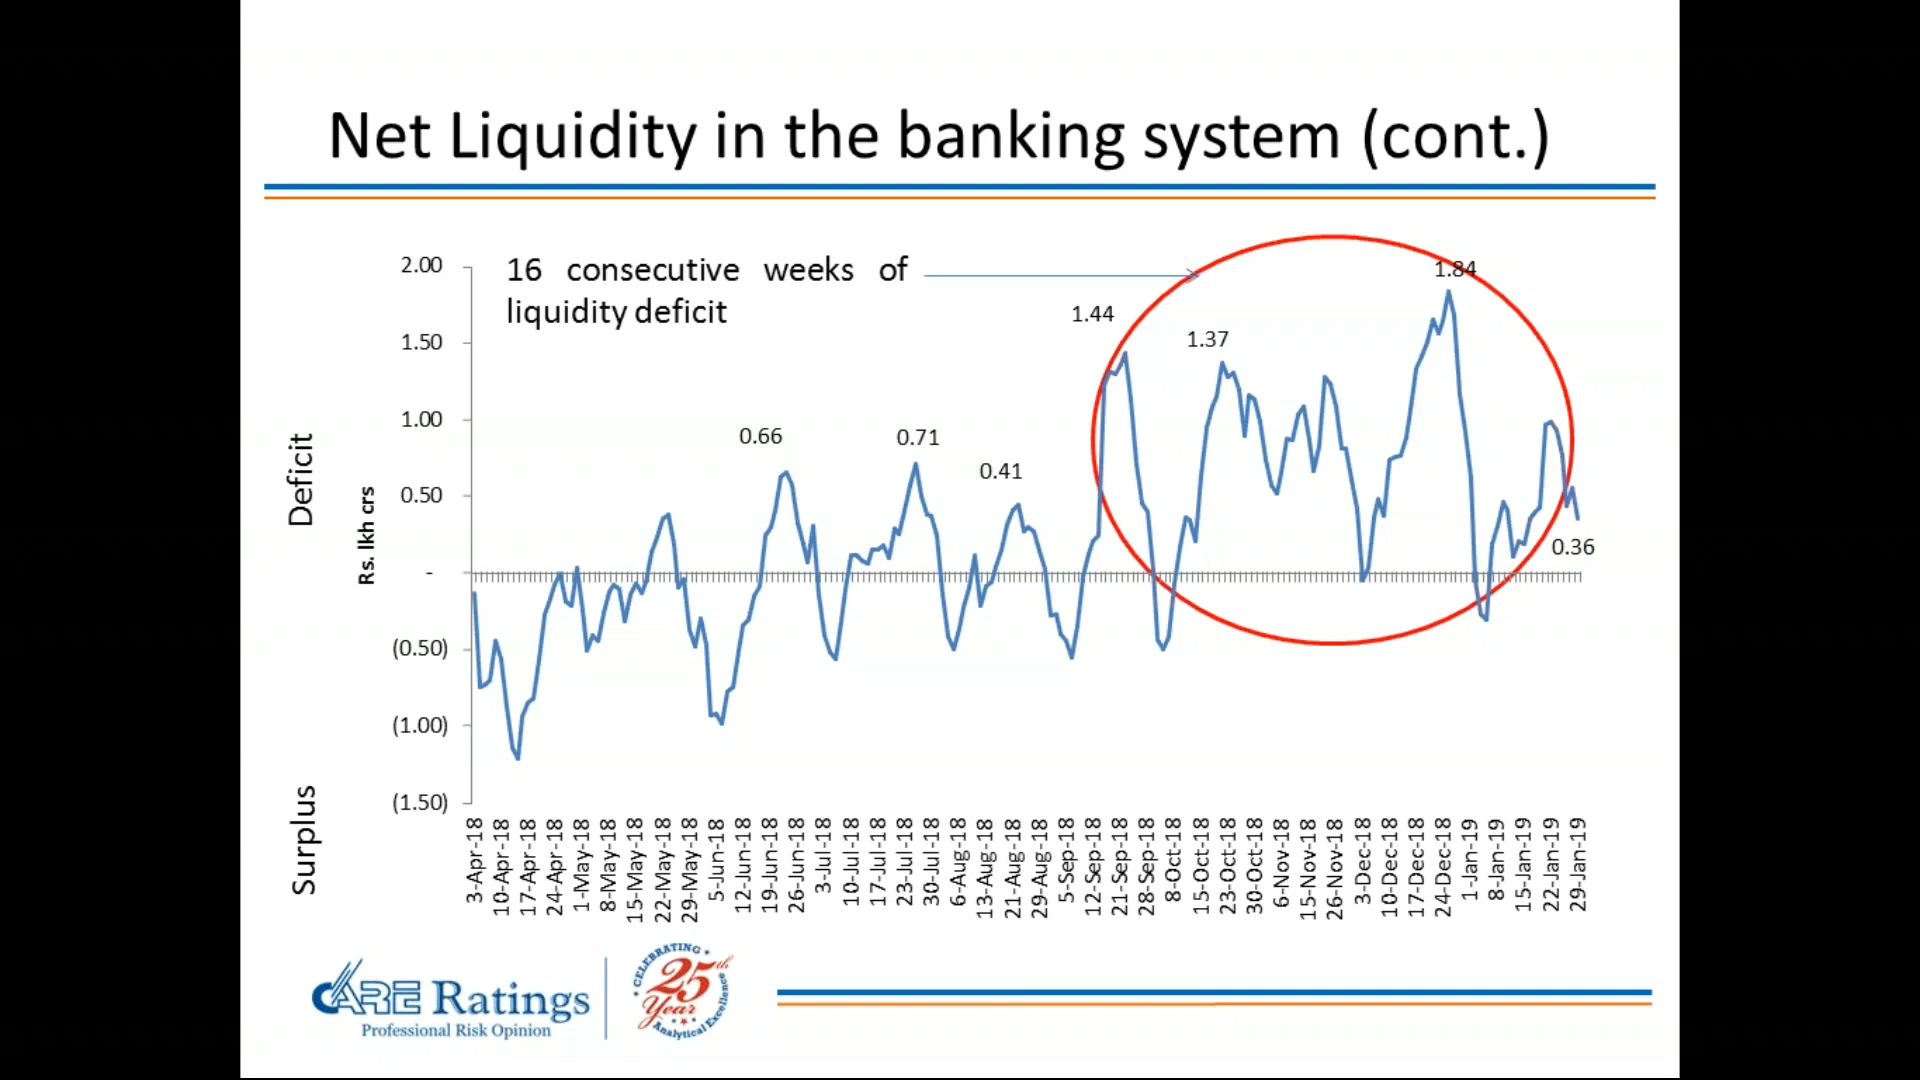 Net Liquidity in the banking system (cont.)
16 consecutive weeks of
liquidity deficit
Deficit
Surplus
Rs. lkh crs
2.00
1.50
1.00
0.50
-
(0.50)
(1.00)
(1.50)
0.66
0.71
0.41
1.44
1.37
1.84
0.36
3-Apr-18
10-Apr-18
17-Apr-18
24-Apr-18
1-May-18
8-May-18
15-May-18
22-May-18
29-May-18
5-Jun-18
12-Jun-18
19-Jun-18
26-Jun-18
3-Jul-18
10-Jul-18
17-Jul-18
23-Jul-18
30-Jul-18
6-Aug-18
13-Aug-18
21-Aug-18
29-Aug-18
5-Sep-18
12-Sep-18
21-Sep-18
28-Sep-18
8-Oct-18
15-Oct-18
23-Oct-18
30-Oct-18
6-Nov-18
15-Nov-18
26-Nov-18
3-Dec-18
10-Dec-18
17-Dec-18
24-Dec-18
1-Jan-19
8-Jan-19
15-Jan-19
22-Jan-19
29-Jan-19
CARE Ratings
Professional Risk Opinion
CELEBRATING
25th
Year
Analytical Excellence